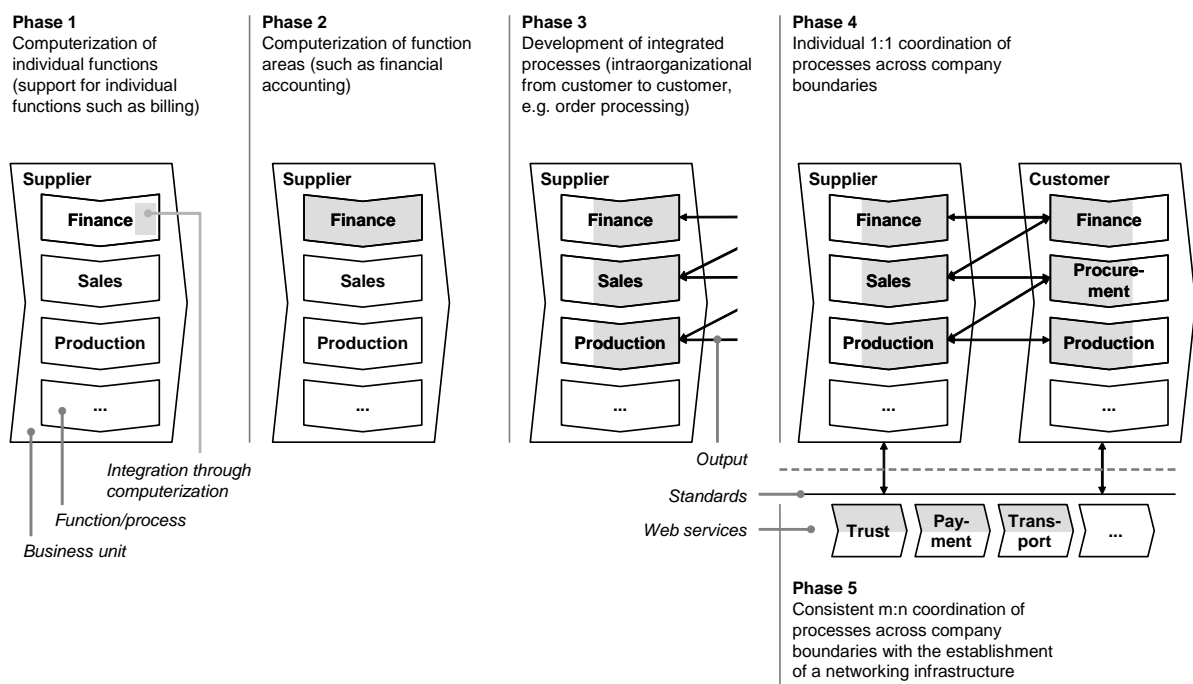 Phase 1
Computerization of
individual functions
(support for individual
functions such as billing)
Phase 2
Computerization of function
areas (such as financial
accounting)
Phase 3
Development of integrated
processes (intraorganizational
from customer to customer,
e.g. order processing)
Phase 4
Individual 1:1 coordination of
processes across company
boundaries
Supplier
Finance
Sales
Production
...
Integration through
computerization
Function/process
Business unit
Supplier
Finance
Sales
Production
...
Supplier
Finance
Sales
Production
...
Output
Supplier
Finance
Sales
Production
...
Customer
Finance
Procure-
ment
Production
...
Standards
Web services
Trust
Pay-
ment
Trans-
port
...
Phase 5
Consistent m:n coordination of
processes across company
boundaries with the establishment
of a networking infrastructure